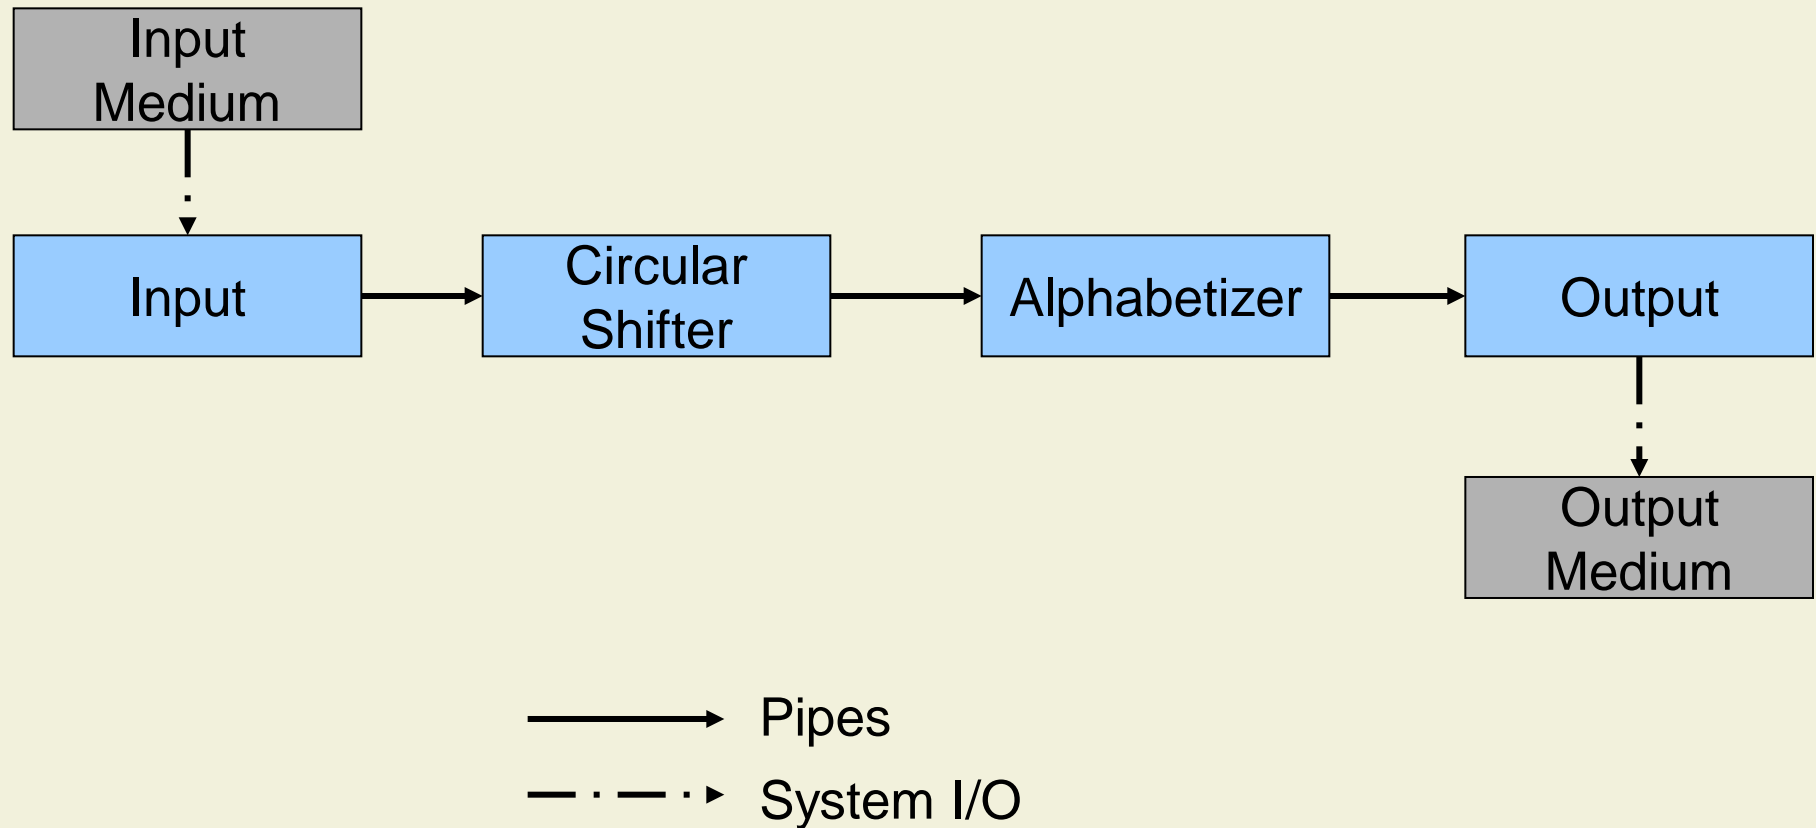 Input
Medium
Input
Circular
Shifter
Alphabetizer
Output
Output
Medium
Pipes
System I/O